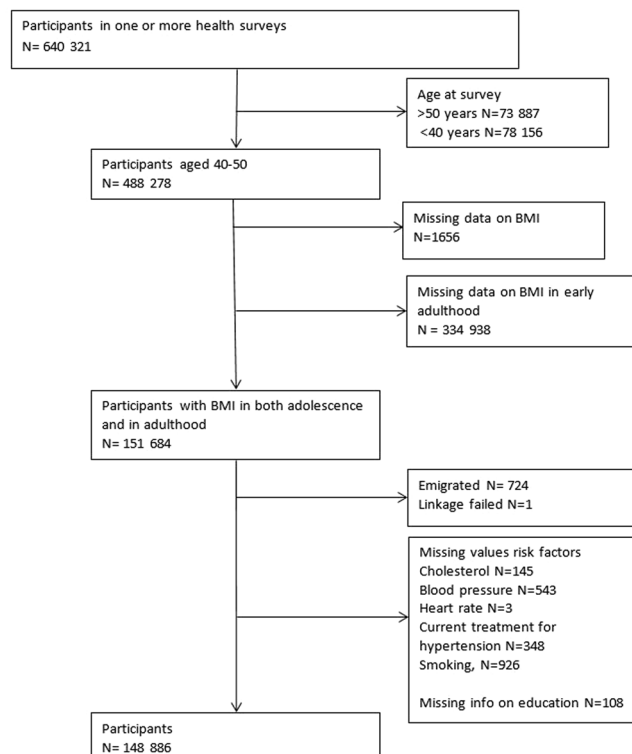 Participants in one or more health surveys
N= 640 321
Age at survey
>50 years N=73 887
<40 years N=78 156
Participants aged 40-50
N= 488 278
Missing data on BMI
N=1656
Missing data on BMI in early
adulthood
N = 334 938
Participants with BMI in both adolescence
and in adulthood
N= 151 684
Emigrated N= 724
Linkage failed N=1
Missing values risk factors
Cholesterol N=145
Blood pressure N=543
Heart rate N=3
Current treatment for
hypertension N=348
Smoking, N=926
Missing info on education N=108
Participants
N= 148 886